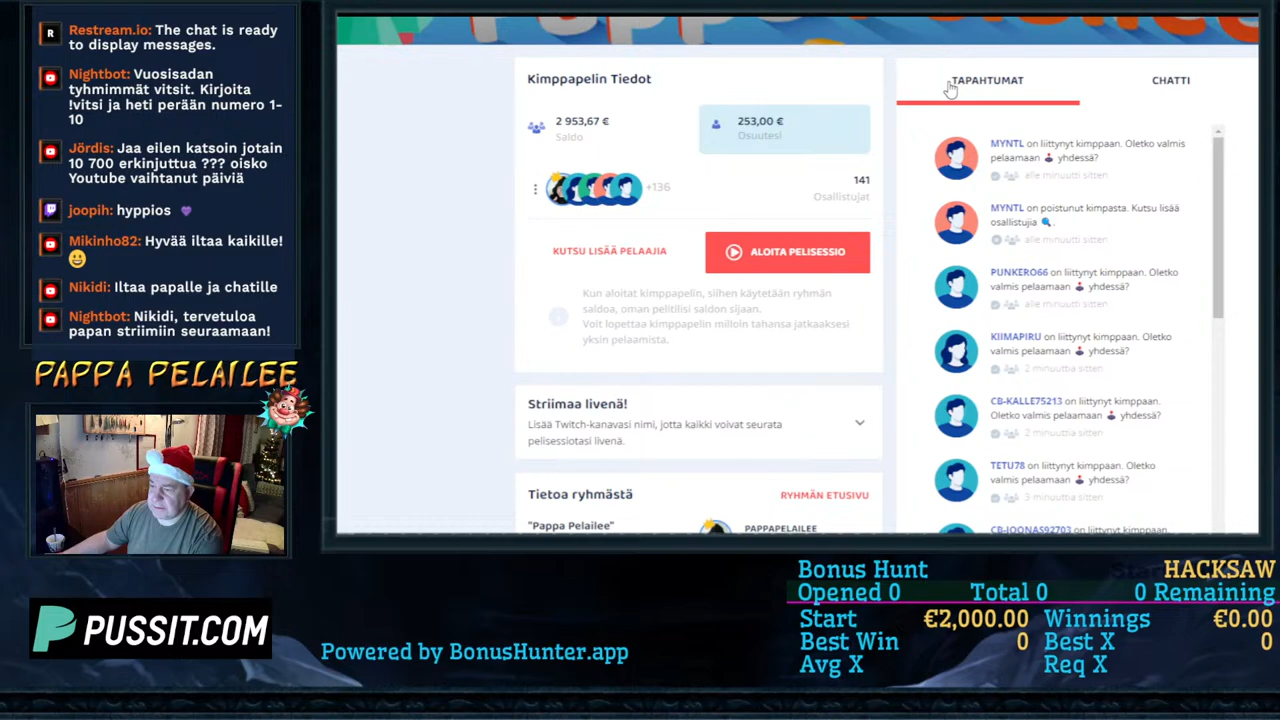 Restream.io: The chat is ready
to display messages.
Nightbot: Vuosisadan
tyhmimmät vitsit. Kirjoita
!vitsi ja heti perään numero 1-
10
Jördis: Jaa eilen katsoin jotain
10 700 erkinjuttua ??? oisko
Youtube vaihtanut päiviä
joopih: hyppios 💜
Mikinho82: Hyvää iltaa kaikille!
😀
Nikidi: Iltaa papalle ja chatille
Nightbot: Nikidi, tervetuloa
papan striimiin seuraamaan!
PAPPA PELAILEE
PUSSIT.COM
Kimppapelin Tiedot
2 953,67 €
Saldo
253,00 €
Osuutesi
+136
141
Osallistujat
KUTSU LISÄÄ PELAAJIA
ALOITA PELISESSIO
Kun aloitat kimppapelin, siihen käytetään ryhmän
saldoa, oman pelitilisi saldon sijaan.
Voit lopettaa kimppapelin milloin tahansa jatkaaksesi
yksin pelaamista.
Striimaa livenä!
Lisää Twitch-kanavasi nimi, jotta kaikki voivat seurata
pelisessiotasi livenä.
Tietoa ryhmästä
RYHMÄN ETUSIVU
"Pappa Pelailee"
PAPPAPELAILEE
TAPAHTUMAT
CHATTI
MYNTL on liittynyt kimppaan. Oletko valmis
pelaamaan 🕹️ yhdessä?
alle minuutti sitten
MYNTL on poistunut kimpasta. Kutsu lisää
osallistujia 🔍.
alle minuutti sitten
PUNKERO66 on liittynyt kimppaan. Oletko
valmis pelaamaan 🕹️ yhdessä?
alle minuutti sitten
KIIMAPIRU on liittynyt kimppaan. Oletko
valmis pelaamaan 🕹️ yhdessä?
2 minuuttia sitten
CB-KALLE75213 on liittynyt kimppaan.
Oletko valmis pelaamaan 🕹️ yhdessä?
2 minuuttia sitten
TETU78 on liittynyt kimppaan. Oletko
valmis pelaamaan 🕹️ yhdessä?
3 minuuttia sitten
CB-JOONAS92703 on liittynyt kimppaan.
Powered by BonusHunter.app
Bonus Hunt HACKSAW
Opened 0 Total 0 0 Remaining
Start €2,000.00 Winnings €0.00
Best Win 0 Best X 0
Avg X Req X